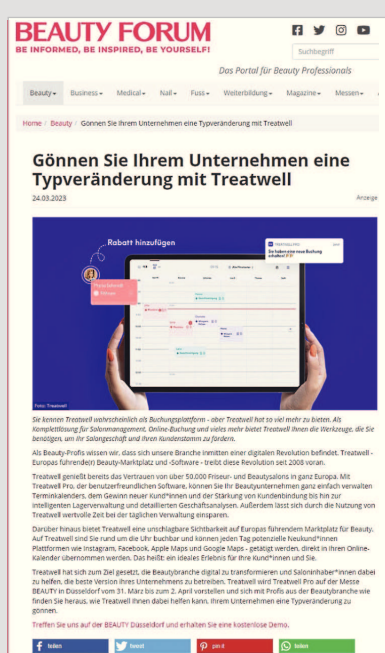 BEAUTY FORUM
BE INFORMED, BE INSPIRED, BE YOURSELF!
Suchbegriff
Das Portal für Beauty Professionals
Beauty Business Medical Nail Fuss Weiterbildung Magazine Messen
Home / Beauty / Gönnen Sie Ihrem Unternehmen eine Typveränderung mit Treatwell
Gönnen Sie Ihrem Unternehmen eine
Typveränderung mit Treatwell
24.03.2023
Anzeige
Rabatt hinzufügen
Sie haben eine neue Buchung
erhalten!
Foto: Treatwell
Sie kennen Treatwell wahrscheinlich als Buchungsplattform - aber Treatwell hat so viel mehr zu bieten. Als
Komplettlösung für Salonmanagement, Online-Buchung und vieles mehr bietet Treatwell Ihnen die Werkzeuge, die Sie
benötigen, um Ihr Salongeschäft und Ihren Kundenstamm zu fördern.
Als Beauty-Profis wissen wir, dass sich unsere Branche inmitten einer digitalen Revolution befindet. Treatwell -
Europas führende(r) Beauty-Marktplatz und -Software - treibt diese Revolution seit 2008 voran.
Treatwell genießt bereits das Vertrauen von über 50.000 Friseur- und Beautysalons in ganz Europa. Mit
Treatwell Pro, der benutzerfreundlichen Software, können Sie Ihr Beautyunternehmen ganz einfach verwalten
Terminkalenders, dem Gewinn neuer Kund*innen und der Stärkung von Kundenbindung bis hin zur
intelligenten Lagerverwaltung und detaillierten Geschäftsanalysen. Außerdem lässt sich durch die Nutzung von
Treatwell wertvolle Zeit bei der täglichen Verwaltung einsparen.
Darüber hinaus bietet Treatwell eine unschlagbare Sichtbarkeit auf Europas führendem Marktplatz für Beauty.
Auf Treatwell sind Sie rund um die Uhr buchbar und können jeden Tag potenzielle Neukund*innen
Plattformen wie Instagram, Facebook, Apple Maps und Google Maps - getätigt werden, direkt in Ihren Online-
Kalender übernommen werden. Das heißt: ein ideales Erlebnis für Ihre Kund*innen und Sie.
Treatwell hat sich zum Ziel gesetzt, die Beautybranche digital zu transformieren und Saloninhaber*innen dabei
zu helfen, die beste Version ihres Unternehmens zu betreiben. Treatwell wird Treatwell Pro auf der Messe
BEAUTY in Düsseldorf vom 31. März bis zum 2. April vorstellen und sich mit Profis aus der Beautybranche wie
finden Sie heraus, wie Treatwell Ihnen dabei helfen kann, Ihrem Unternehmen eine Typveränderung zu
gönnen.
Treffen Sie uns auf der BEAUTY Düsseldorf und erhalten Sie eine kostenlose Demo.
teilen
tweet
pin it
teilen